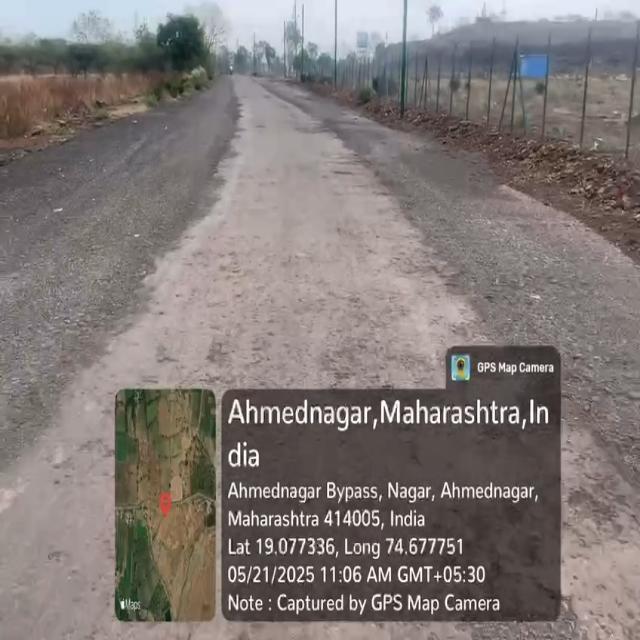 GPS Map Camera
Ahmednagar,Maharashtra,In
dia
Ahmednagar Bypass, Nagar, Ahmednagar,
Maharashtra 414005, India
Lat 19.077336, Long 74.677751
05/21/2025 11:06 AM GMT+05:30
Note : Captured by GPS Map Camera
Maps